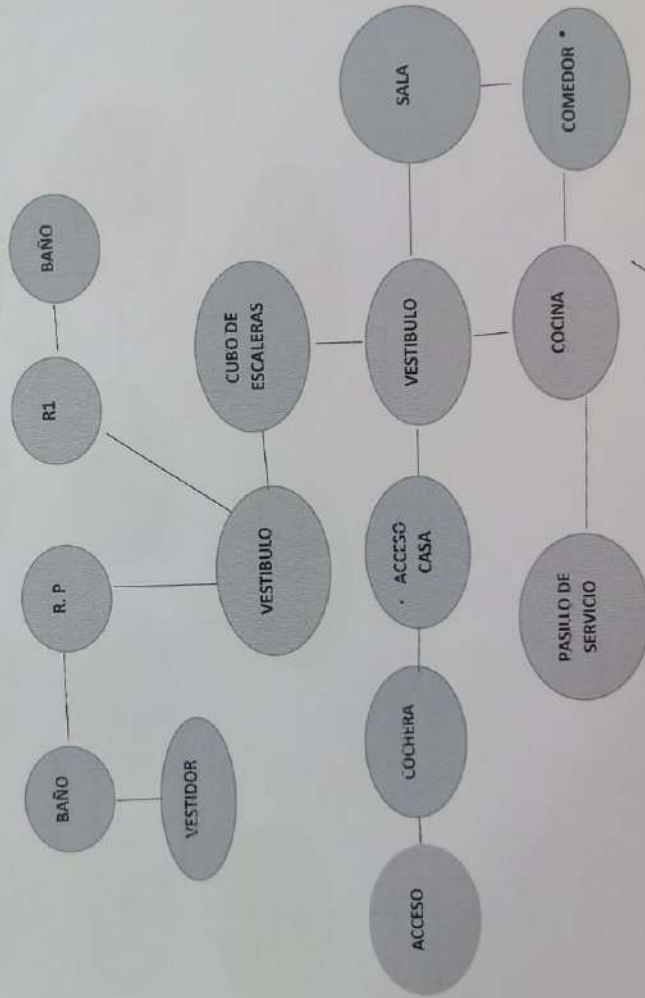 BAÑO
R. P
R1
BAÑO
VESTIDOR
VESTIBULO
CUBO DE
ESCALERAS
ACCESO
COCHERA
ACCESO
CASA
VESTIBULO
SALA
PASILLO DE
SERVICIO
COCINA
COMEDOR *